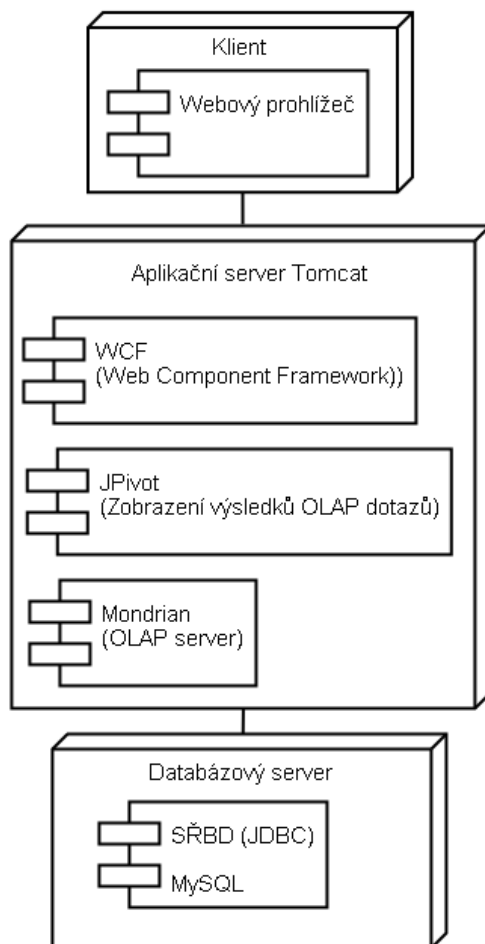 Klient
Webový prohlížeč
Aplikační server Tomcat
WCF
(Web Component Framework))
JPivot
(Zobrazení výsledků OLAP dotazů)
Mondrian
(OLAP server)
Databázový server
SŘBD (JDBC)
MySQL